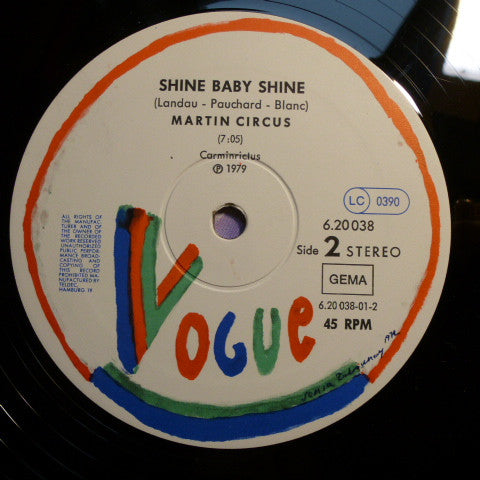 SHINE BABY SHINE
(Landau - Pauchard - Blanc)
MARTIN CIRCUS
(7:05)
Carminrictus
℗ 1979
LC 0390
6.20038
Side 2 STEREO
GEMA
6.20 038-01-2
45 RPM
ALL RIGHTS OF
THE MANUFAC-
TURER AND OF
THE OWNER OF
THE RECORDED
WORK RESERVED
UNAUTHORIZED
PUBLIC PERFOR-
MANCE BROAD-
CASTING AND
COPYING OF
THIS RECORD
PROHIBITED MA-
NUFACTURED BY
TELDEC,
HAMBURG 19
VOGUE